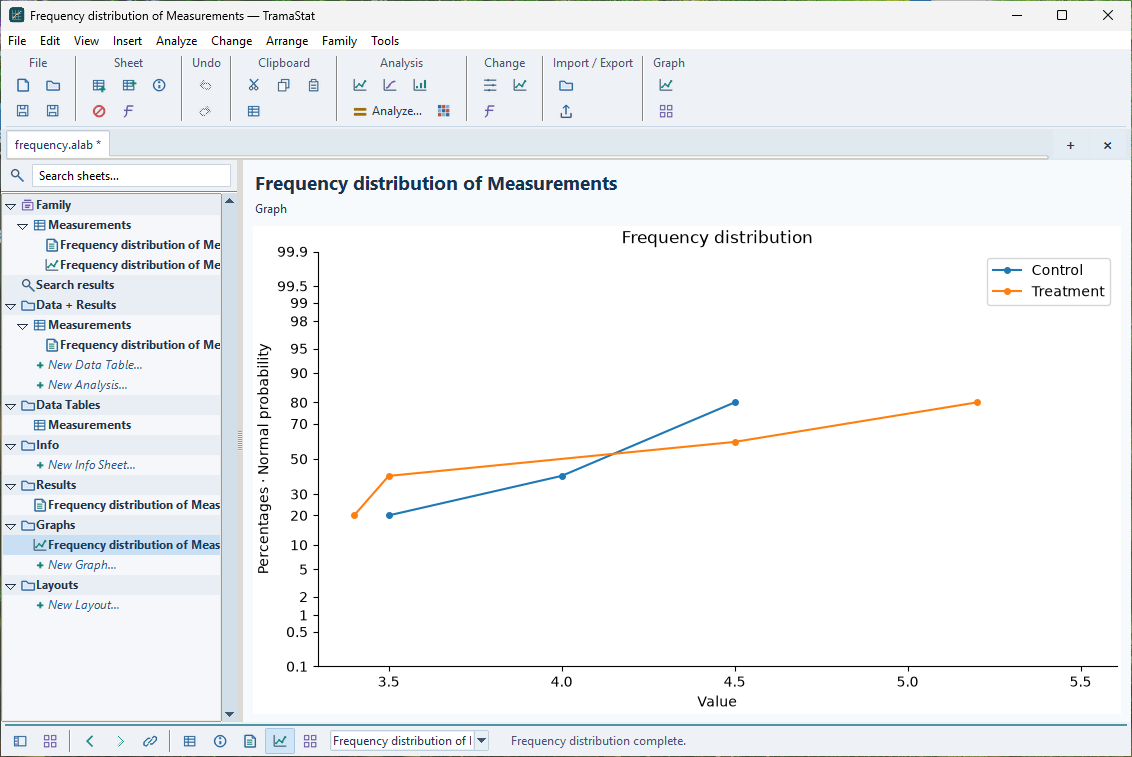 Frequency distribution of Measurements — TramaStat
File Edit View Insert Analyze Change Arrange Family Tools
File Sheet Undo Clipboard Analysis Change Import / Export Graph
Analyze...
frequency.alab *
Search sheets...
Family
Measurements
Frequency distribution of Me
Frequency distribution of Me
Search results
Data + Results
Measurements
Frequency distribution of Me
New Data Table...
New Analysis...
Data Tables
Measurements
Info
New Info Sheet...
Results
Frequency distribution of Meas
Graphs
Frequency distribution of Meas
New Graph...
Layouts
New Layout...
Frequency distribution of Measurements
Graph
Frequency distribution
Control
Treatment
Percentages · Normal probability
99.9
99.5
99
98
95
90
80
70
50
30
20
10
5
2
1
0.5
0.1
3.5 4.0 4.5 5.0 5.5
Value
Frequency distribution of I
Frequency distribution complete.